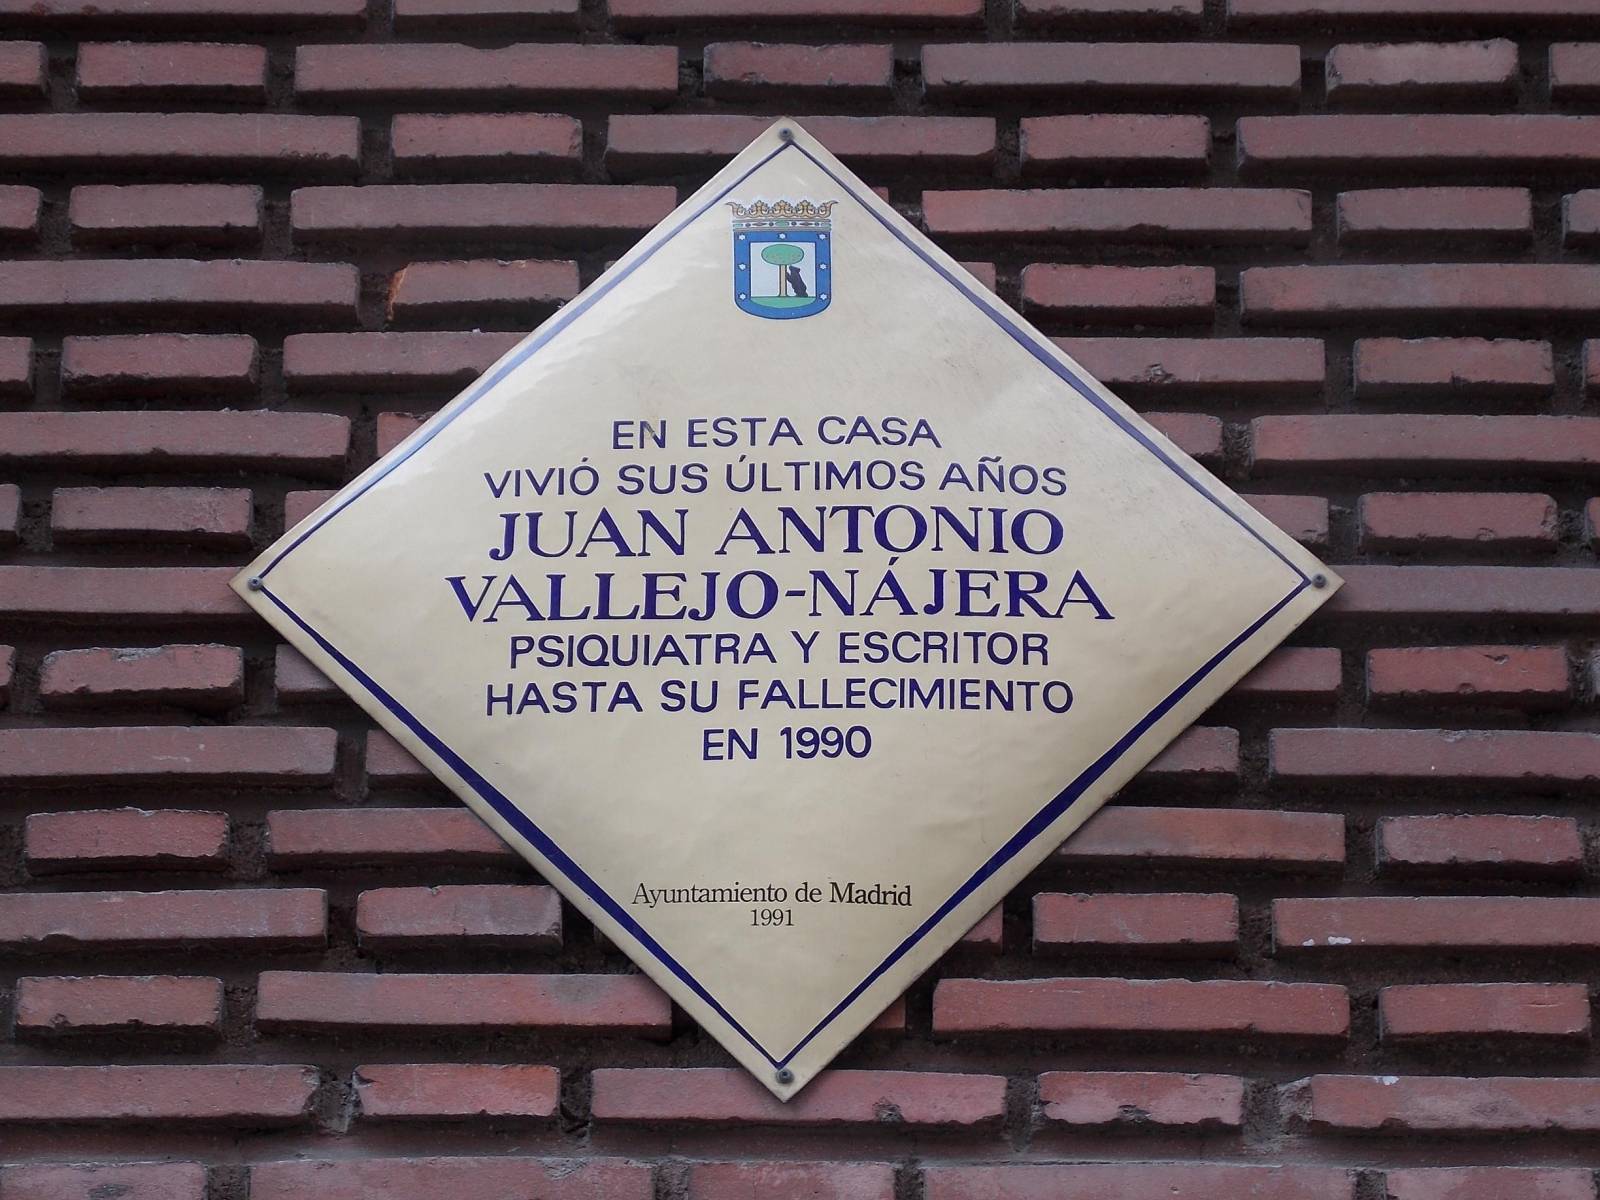 EN ESTA CASA
VIVIÓ SUS ÚLTIMOS AÑOS
JUAN ANTONIO
VALLEJO-NÁJERA
PSIQUIATRA Y ESCRITOR
HASTA SU FALLECIMIENTO
EN 1990
Ayuntamiento de Madrid
1991